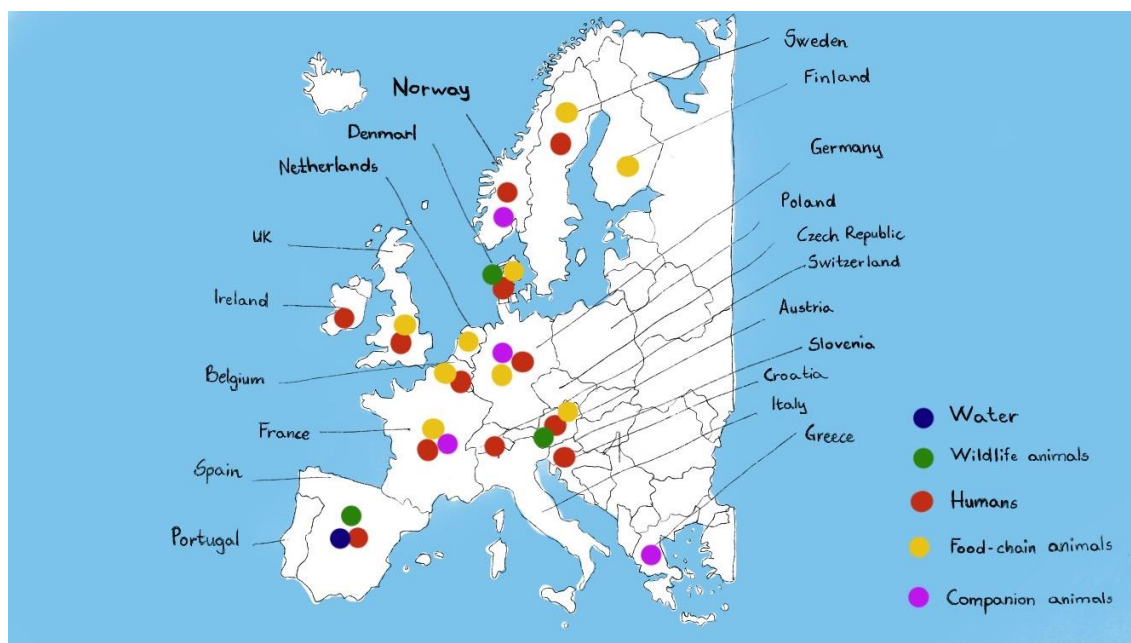 Sweden
Finland
Norway
Denmarl
Netherlands
Germany
Poland
Czech Republic
Switzerland
UK
Ireland
Austria
Slovenia
Belgium
Croatia
Italy
France
Greece
Spain
Portugal
Water
Wildlife animals
Humans
Food-chain animals
Companion animals